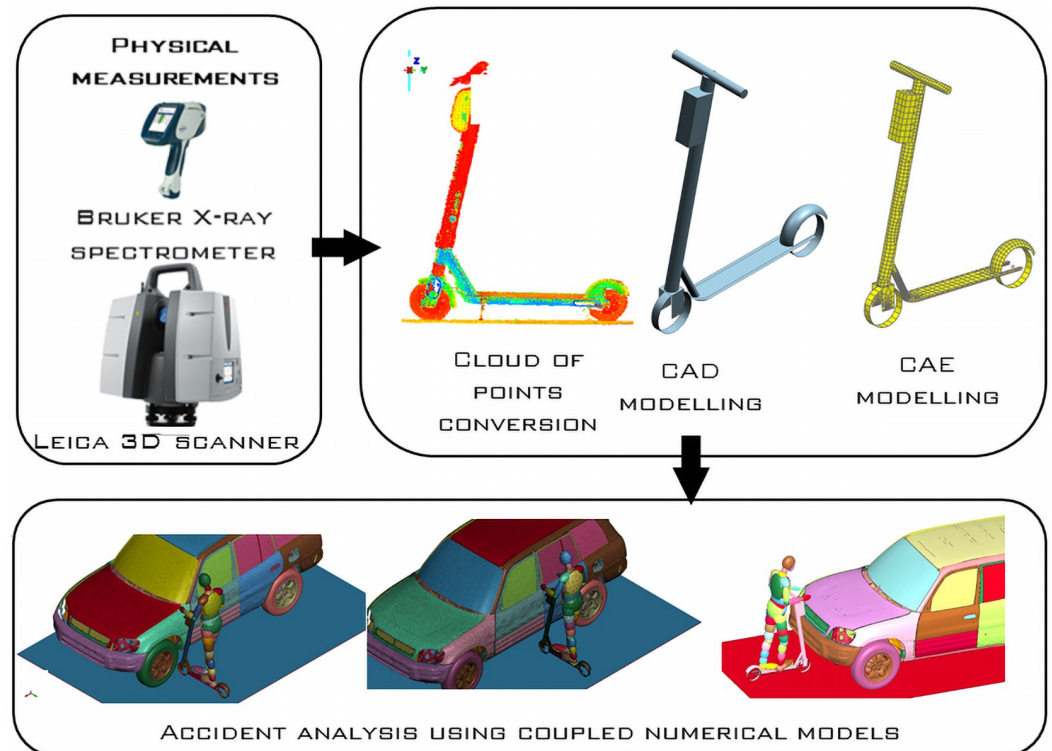 Physical
measurements
Bruker X-ray
spectrometer
Leica 3D scanner
Z
X Y
Cloud of
points
conversion
CAD
modelling
CAE
modelling
Accident analysis using coupled numerical models